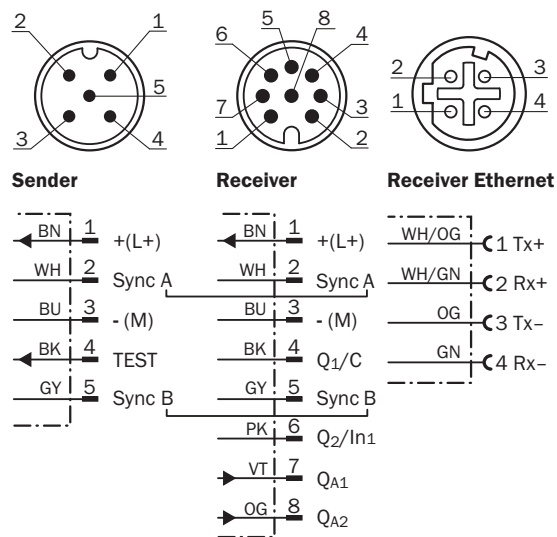 2 1
5
3 4
5 8
6 4
7 3
1 2
2 3
1 4
Sender
BN 1 +(L+)
WH 2 Sync A
BU 3 - (M)
BK 4 TEST
GY 5 Sync B
Receiver
BN 1 +(L+)
WH 2 Sync A
BU 3 - (M)
BK 4 Q1/C
GY 5 Sync B
PK 6 Q2/In1
VT 7 QA1
OG 8 QA2
Receiver Ethernet
WH/OG 1 Tx+
WH/GN 2 Rx+
OG 3 Tx–
GN 4 Rx–